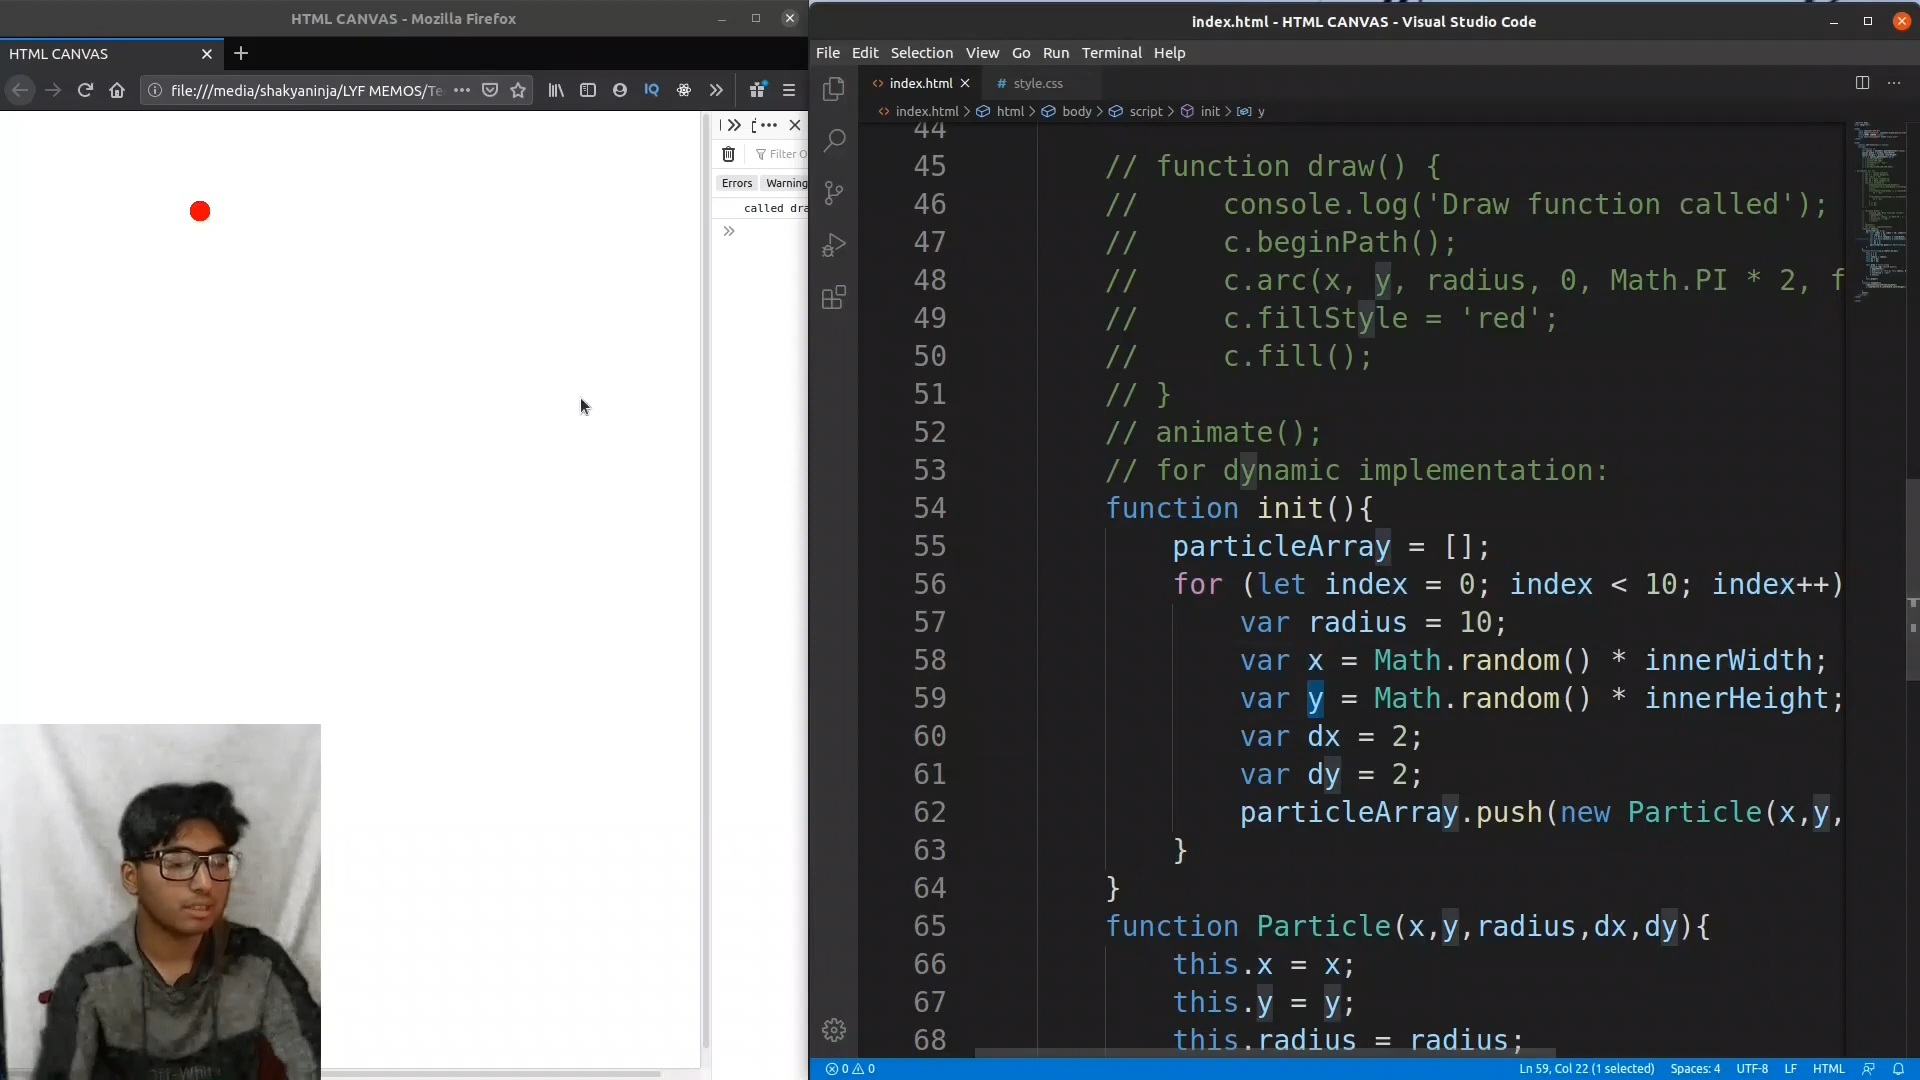 HTML CANVAS - Mozilla Firefox
HTML CANVAS
file:///media/shakyaninja/LYF MEMOS/Te
Filter O
Errors Warning
called dra
index.html - HTML CANVAS - Visual Studio Code
File Edit Selection View Go Run Terminal Help
index.html
# style.css
index.html > html > body > script > init > y
44
45 // function draw() {
46 //     console.log('Draw function called');
47 //     c.beginPath();
48 //     c.arc(x, y, radius, 0, Math.PI * 2, f
49 //     c.fillStyle = 'red';
50 //     c.fill();
51 // }
52 // animate();
53 // for dynamic implementation:
54 function init(){
55     particleArray = [];
56     for (let index = 0; index < 10; index++)
57         var radius = 10;
58         var x = Math.random() * innerWidth;
59         var y = Math.random() * innerHeight;
60         var dx = 2;
61         var dy = 2;
62         particleArray.push(new Particle(x,y,
63     }
64 }
65 function Particle(x,y,radius,dx,dy){
66     this.x = x;
67     this.y = y;
68     this.radius = radius;
0 0
Ln 59, Col 22 (1 selected) Spaces: 4 UTF-8 LF HTML